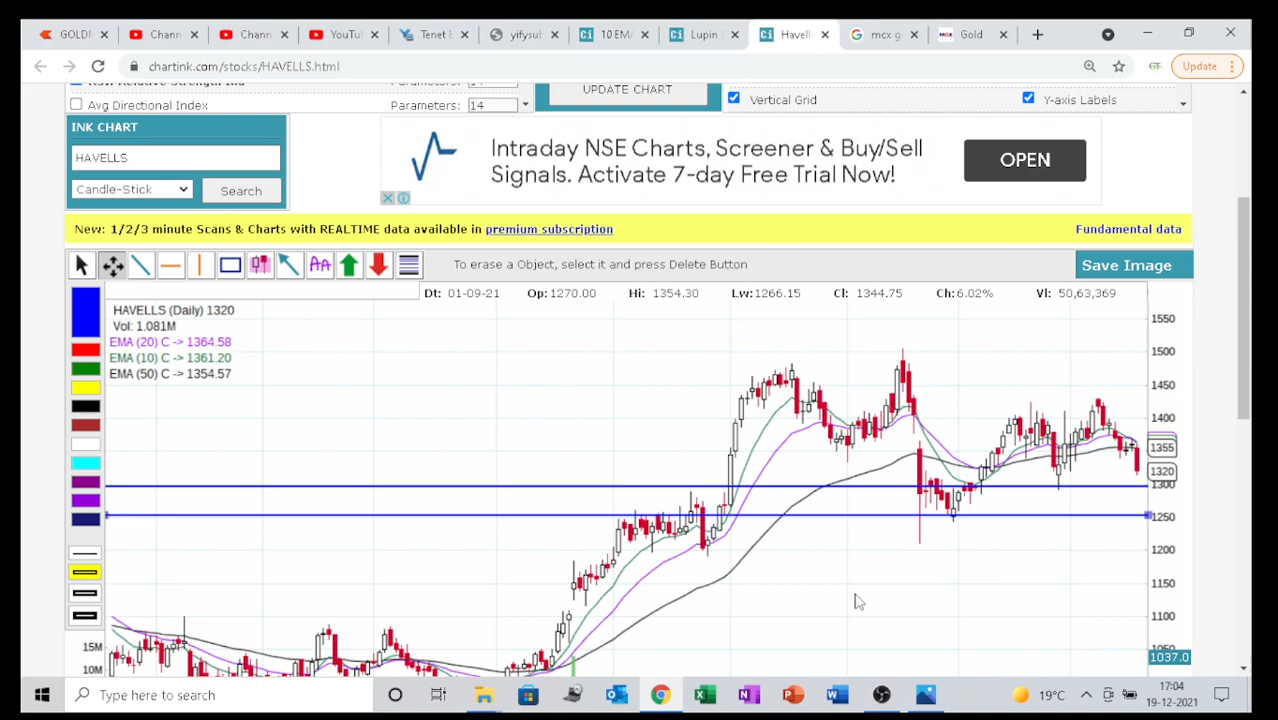 GOLDM
Chann
Chann
YouTu
Tenet E
yifysub
10 EMA
Lupin S
Havell
mcx g
Gold
chartink.com/stocks/HAVELLS.html
Update
Parameters: 14
UPDATE CHART
Avg Directional Index
Parameters: 14
Vertical Grid
Y-axis Labels
INK CHART
HAVELLS
Candle-Stick
Search
Intraday NSE Charts, Screener & Buy/Sell
Signals. Activate 7-day Free Trial Now!
OPEN
New: 1/2/3 minute Scans & Charts with REALTIME data available in premium subscription
Fundamental data
To erase a Object, select it and press Delete Button
Save Image
Dt: 01-09-21 Op:1270.00 Hi: 1354.30 Lw:1266.15 Cl: 1344.75 Ch:6.02% Vl: 50,63,369
HAVELLS (Daily) 1320
Vol: 1.081M
EMA (20) C -> 1364.58
EMA (10) C -> 1361.20
EMA (50) C -> 1354.57
1550
1500
1450
1400
1355
1320
1300
1250
1200
1150
1100
1050
1037.0
15M
10M
Type here to search
19°C
17:04
19-12-2021